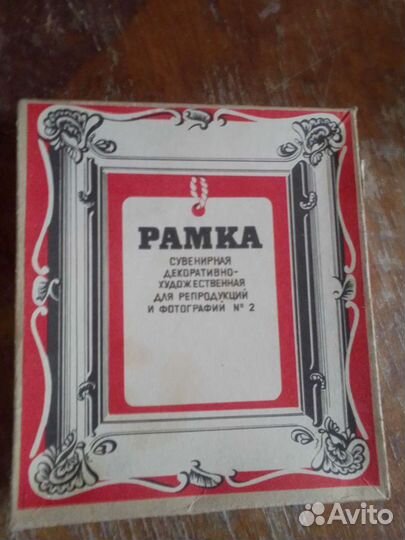 РАМКА
СУВЕНИРНАЯ
ДЕКОРАТИВНО-
ХУДОЖЕСТВЕННАЯ
ДЛЯ РЕПРОДУКЦИЙ
И ФОТОГРАФИЙ № 2
Avito